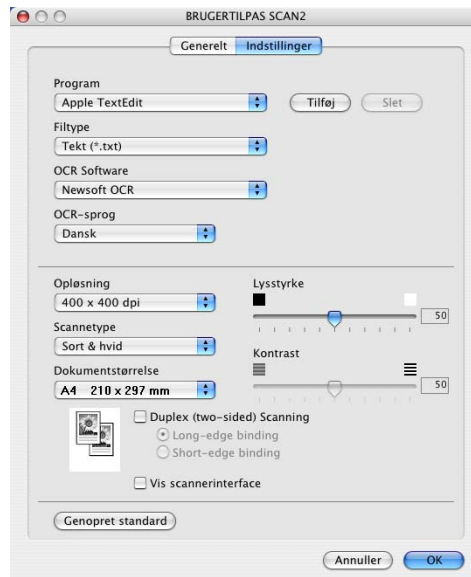 BRUGERTILPAS SCAN2
Generelt Indstillinger
Program
Apple TextEdit Tilføj Slet
Filtype
Tekt (*.txt)
OCR Software
Newsoft OCR
OCR-sprog
Dansk
Opløsning
400 x 400 dpi
Scannetype
Sort & hvid
Dokumentstørrelse
A4 210 x 297 mm
Lysstyrke
50
Kontrast
50
Duplex (two-sided) Scanning
Long-edge binding
Short-edge binding
Vis scannerinterface
Genopret standard
Annuller OK